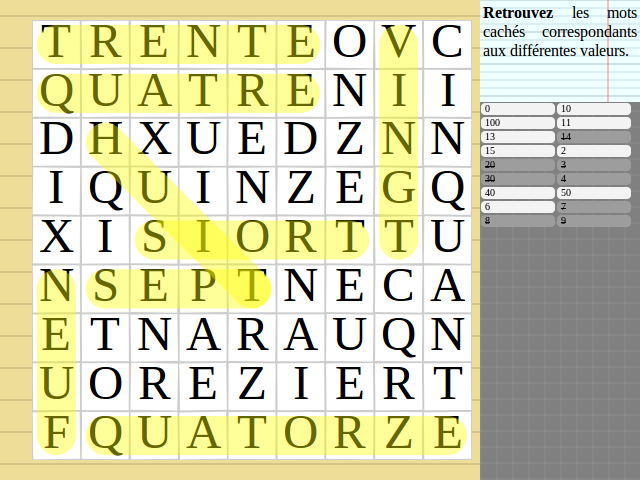 Retrouvez les mots
cachés correspondants
aux différentes valeurs.
T R E N T E O V C
Q U A T R E N I I
D H X U E D Z N N
I Q U I N Z E G Q
X I S I O R T T U
N S E P T N E C A
E T N A R A U Q N
U O R E Z I E R T
F Q U A T O R Z E
0 10
100 11
13 14
15 2
20 3
30 4
40 50
6 7
8 9